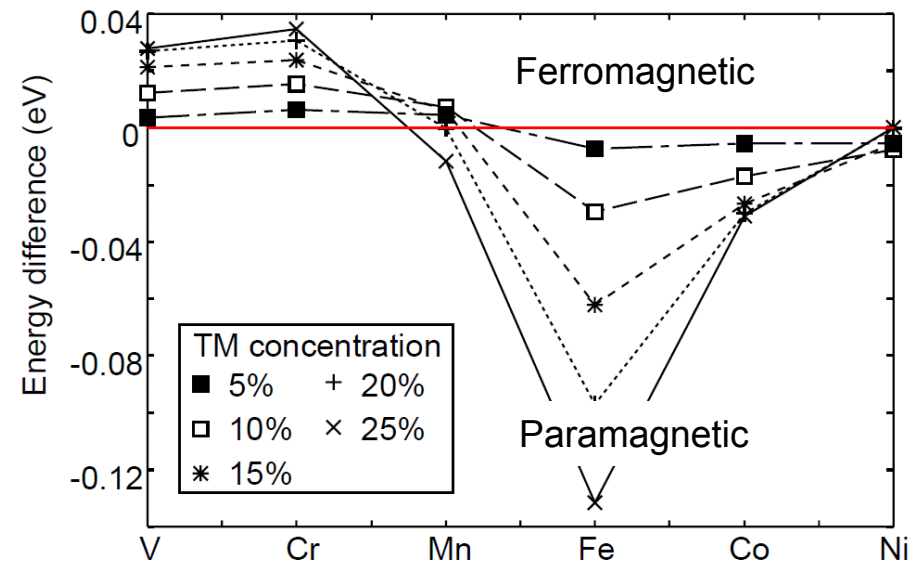 Energy difference (eV)
0.04
0
-0.04
-0.08
-0.12
Ferromagnetic
Paramagnetic
TM concentration
5% 20%
10% 25%
15%
V Cr Mn Fe Co Ni